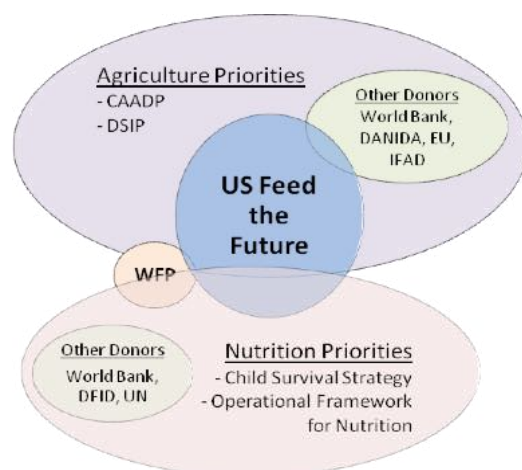 Agriculture Priorities
- CAADP
- DSIP
Other Donors
World Bank,
DANIDA, EU,
IFAD
US Feed
the
Future
WFP
Other Donors
World Bank,
DFID, UN
Nutrition Priorities
- Child Survival Strategy
- Operational Framework
for Nutrition